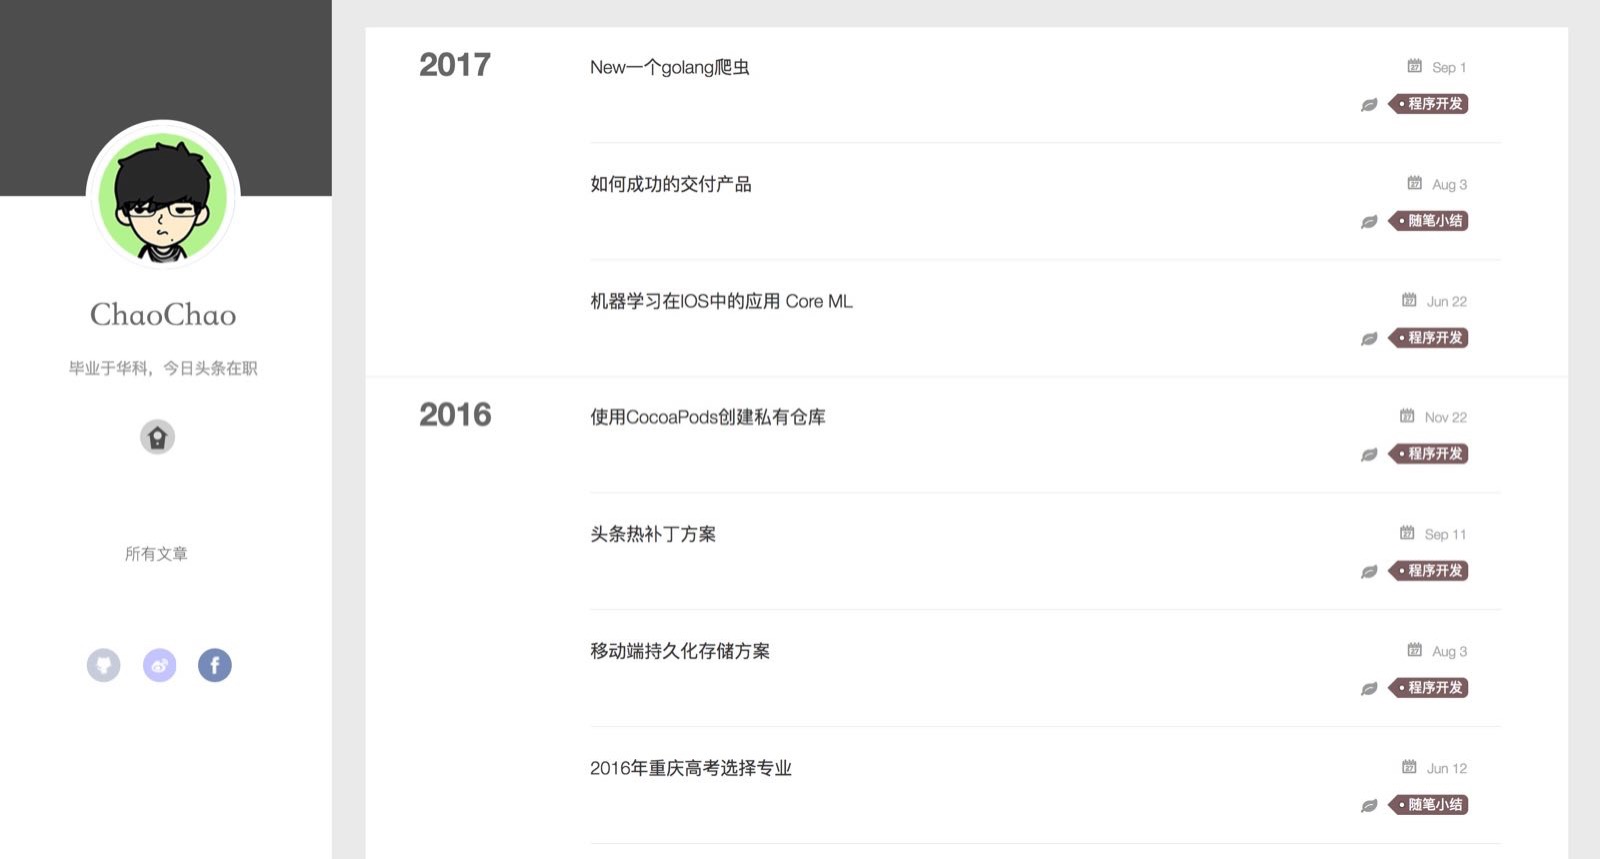 ChaoChao
毕业于华科，今日头条在职
所有文章
2017
New一个golang爬虫
Sep 1
程序开发
如何成功的交付产品
Aug 3
随笔小结
机器学习在IOS中的应用 Core ML
Jun 22
程序开发
2016
使用CocoaPods创建私有仓库
Nov 22
程序开发
头条热补丁方案
Sep 11
程序开发
移动端持久化存储方案
Aug 3
程序开发
2016年重庆高考选择专业
Jun 12
随笔小结